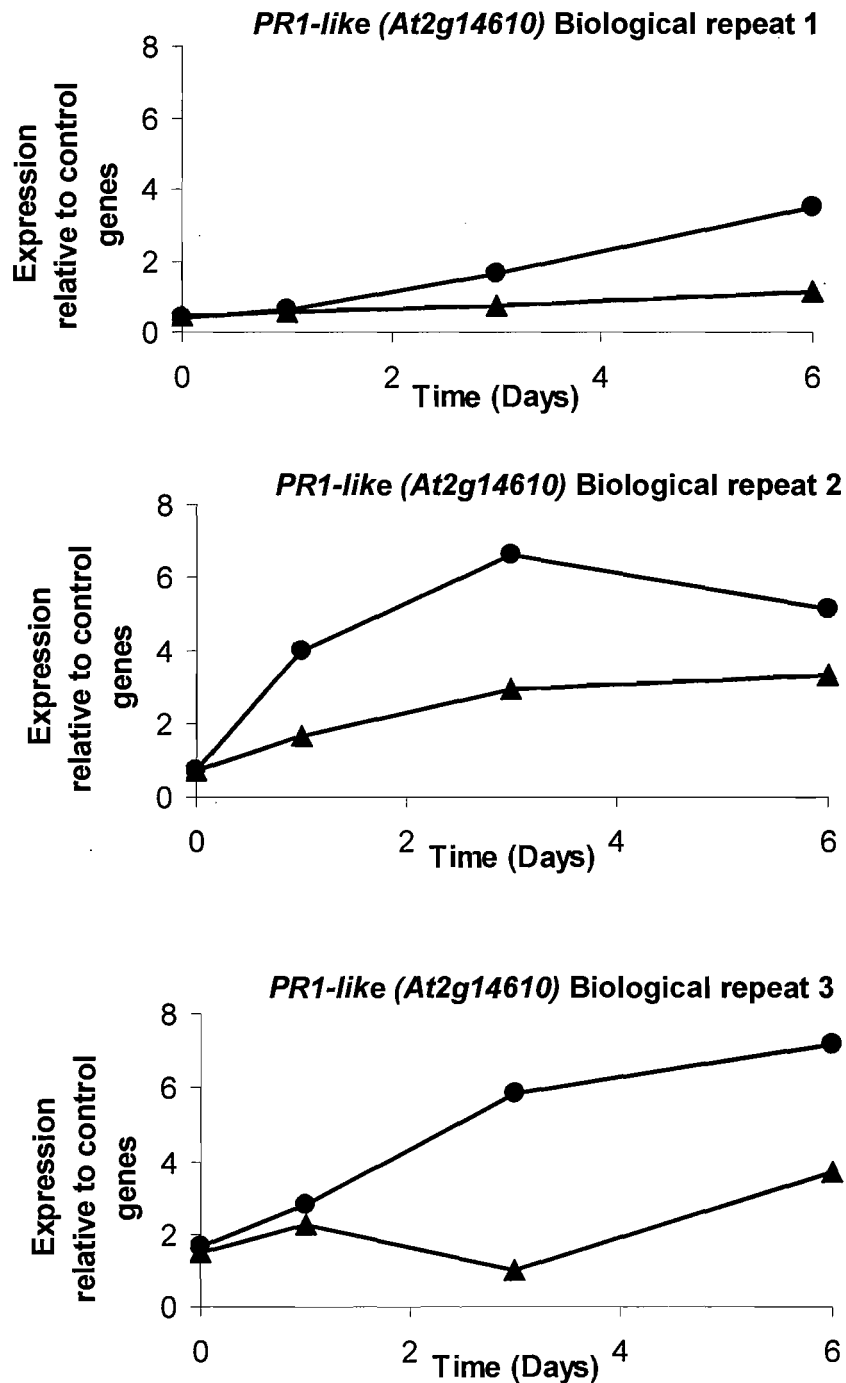 PR1-like (At2g14610) Biological repeat 1
Expression
relative to control
genes
8
6
4
2
0
0 2 4 6
Time (Days)
PR1-like (At2g14610) Biological repeat 2
Expression
relative to control
genes
8
6
4
2
0
0 2 4 6
Time (Days)
PR1-like (At2g14610) Biological repeat 3
Expression
relative to control
genes
8
6
4
2
0
0 2 4 6
Time (Days)